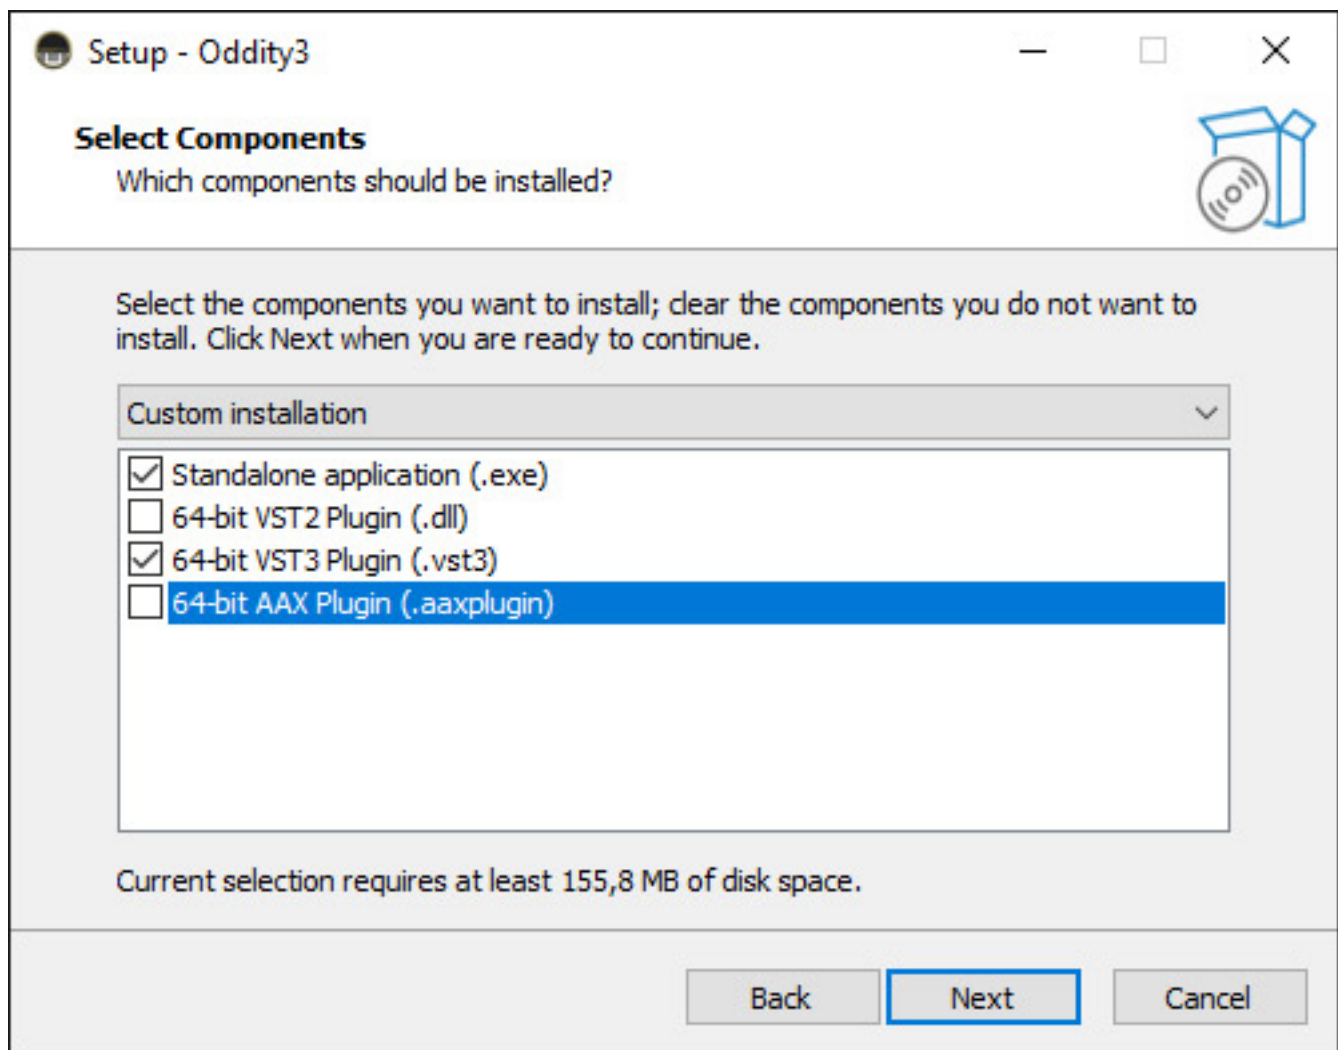 Setup - Oddity3
Select Components
Which components should be installed?
Select the components you want to install; clear the components you do not want to
install. Click Next when you are ready to continue.
Custom installation
Standalone application (.exe)
64-bit VST2 Plugin (.dll)
64-bit VST3 Plugin (.vst3)
64-bit AAX Plugin (.aaxplugin)
Current selection requires at least 155,8 MB of disk space.
Back
Next
Cancel